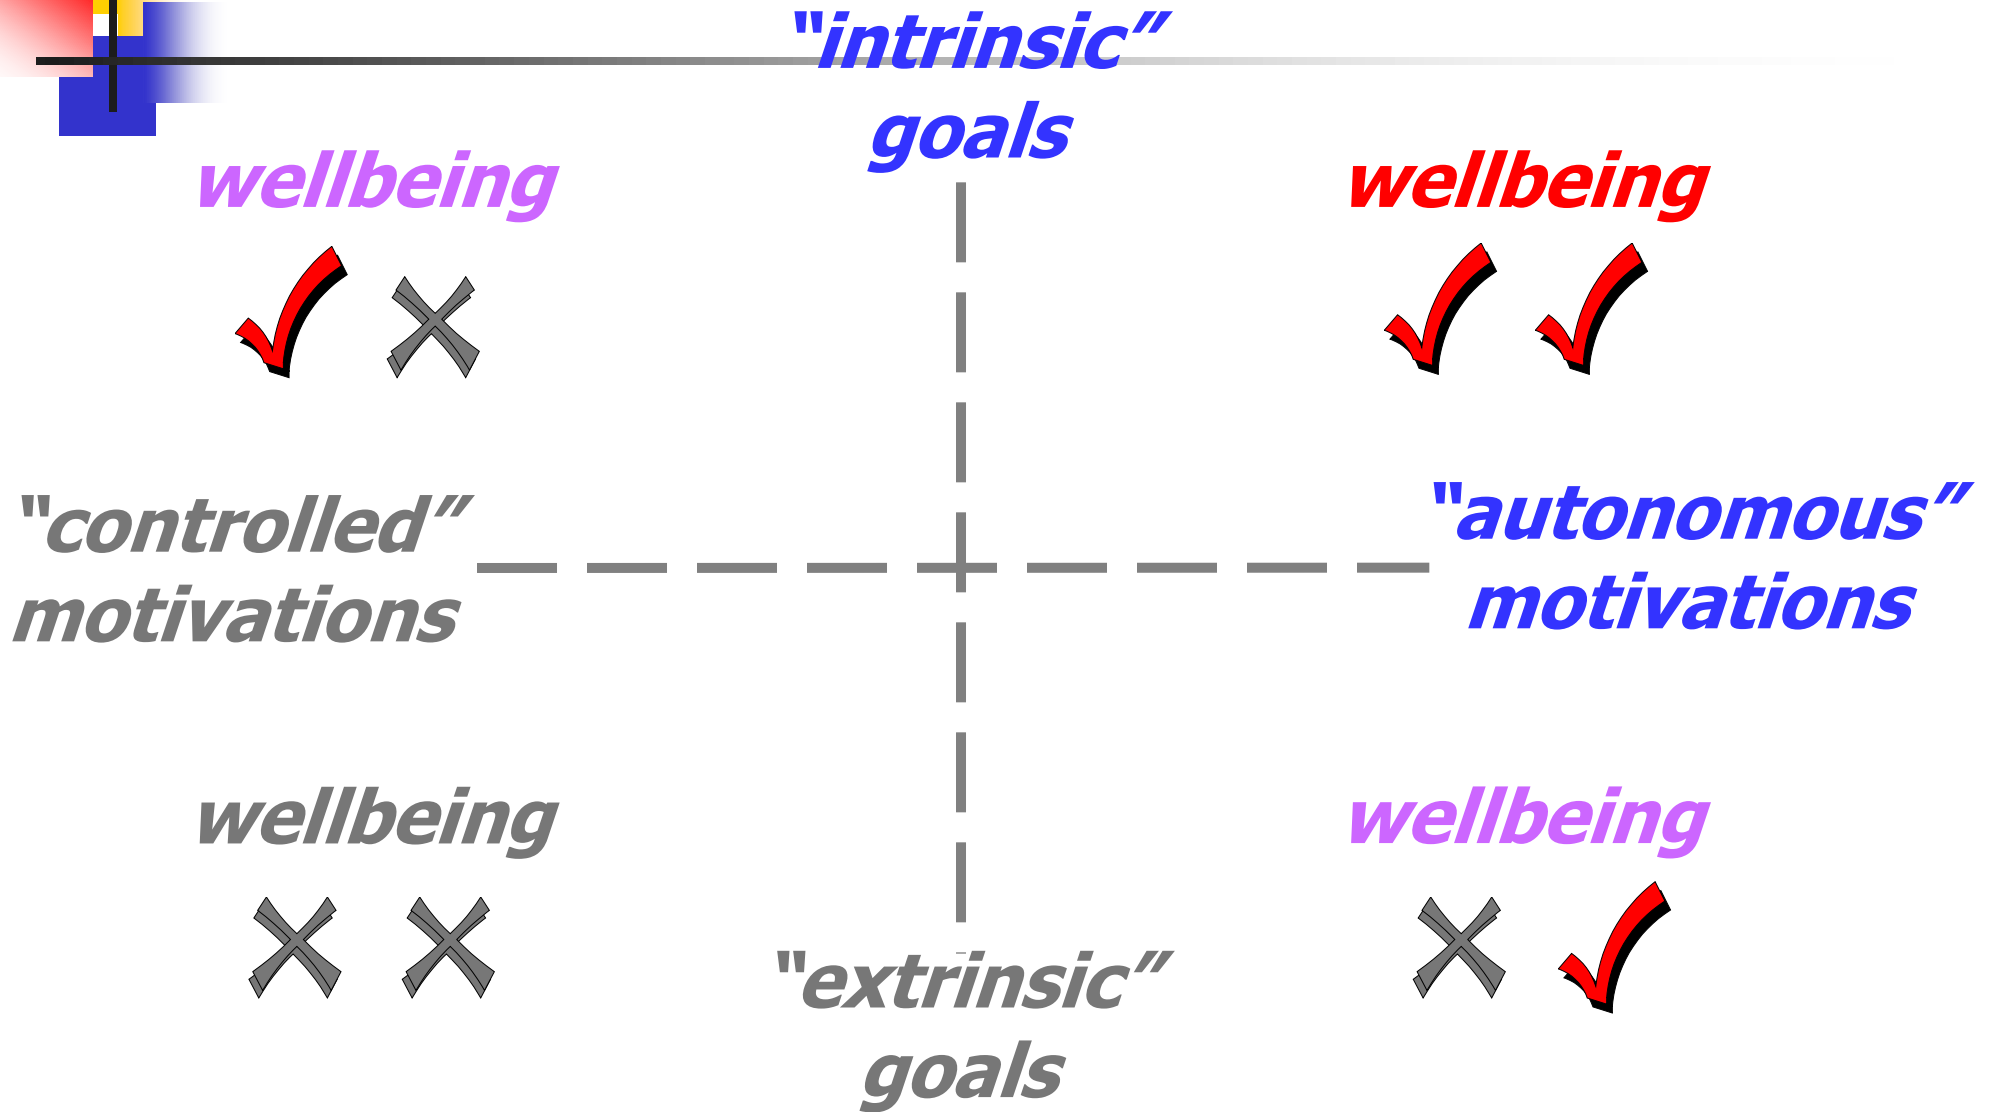 “intrinsic”
goals
wellbeing
wellbeing
“controlled”
motivations
“autonomous”
motivations
wellbeing
wellbeing
“extrinsic”
goals